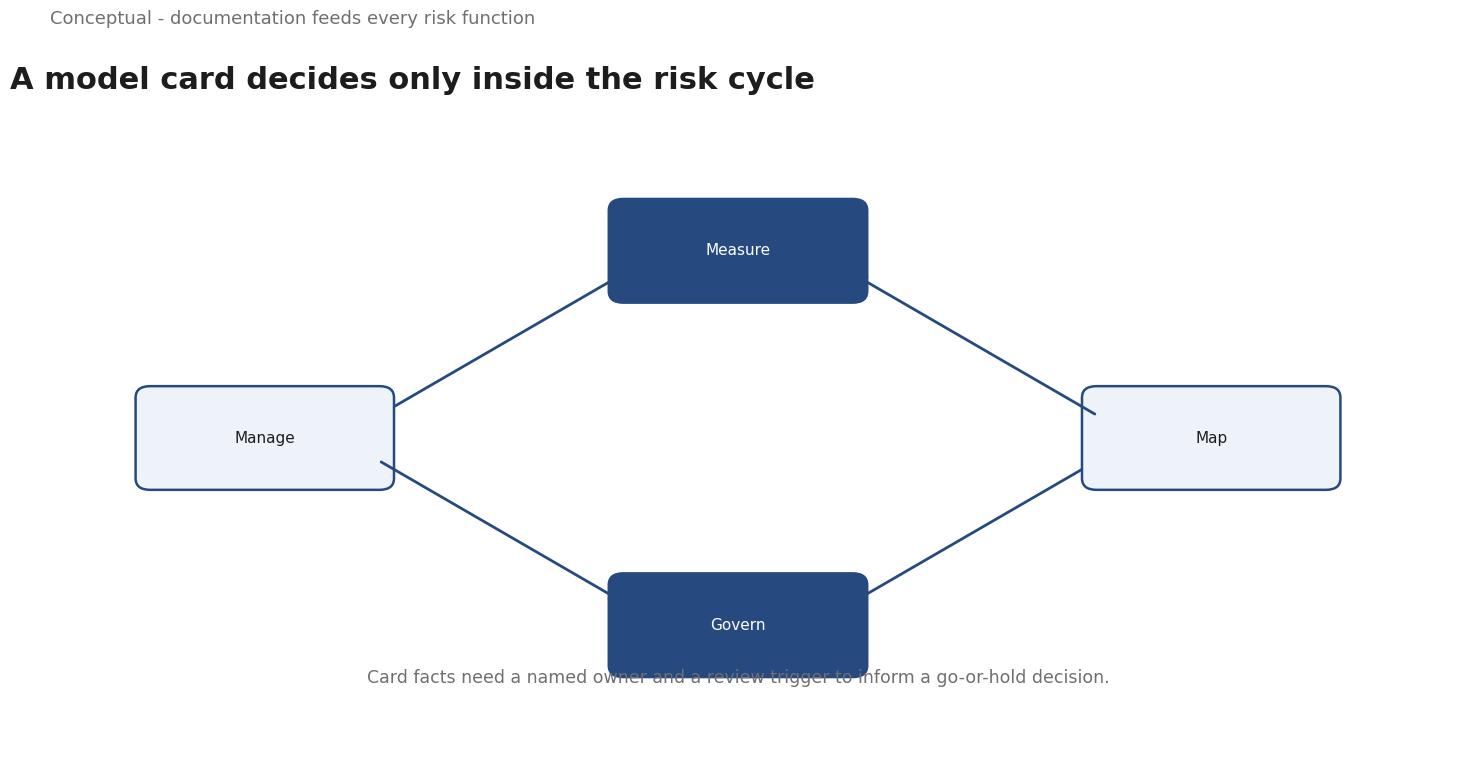 Conceptual - documentation feeds every risk function
A model card decides only inside the risk cycle
Measure
Manage
Map
Govern
Card facts need a named owner and a review trigger to inform a go-or-hold decision.